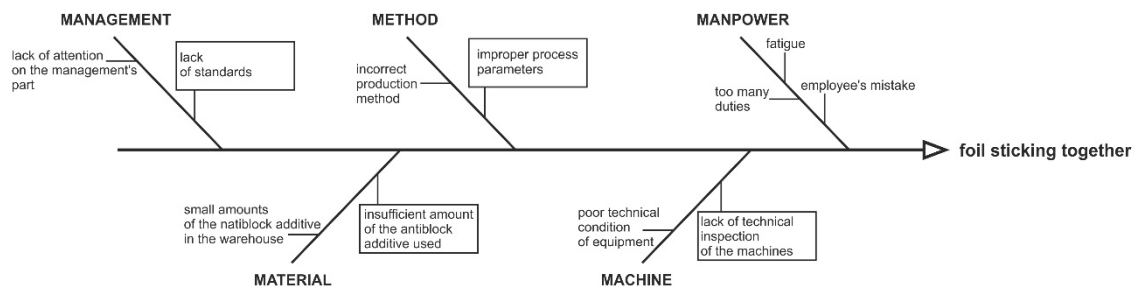 MANAGEMENT
lack of attention
on the management's
part
lack
of standards
METHOD
incorrect
production
method
improper process
parameters
MANPOWER
fatigue
too many
duties
employee's mistake
foil sticking together
small amounts
of the natiblock additive
in the warehouse
insufficient amount
of the antiblock
additive used
MATERIAL
poor technical
condition
of equipment
lack of technical
inspection
of the machines
MACHINE